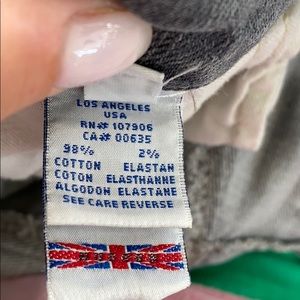 LOS ANGELES
USA
RN# 107906
CA# 00635
98% 2%
COTTON ELASTAN
COTON ELASTHANNE
ALGODON ELASTANE
SEE CARE REVERSE